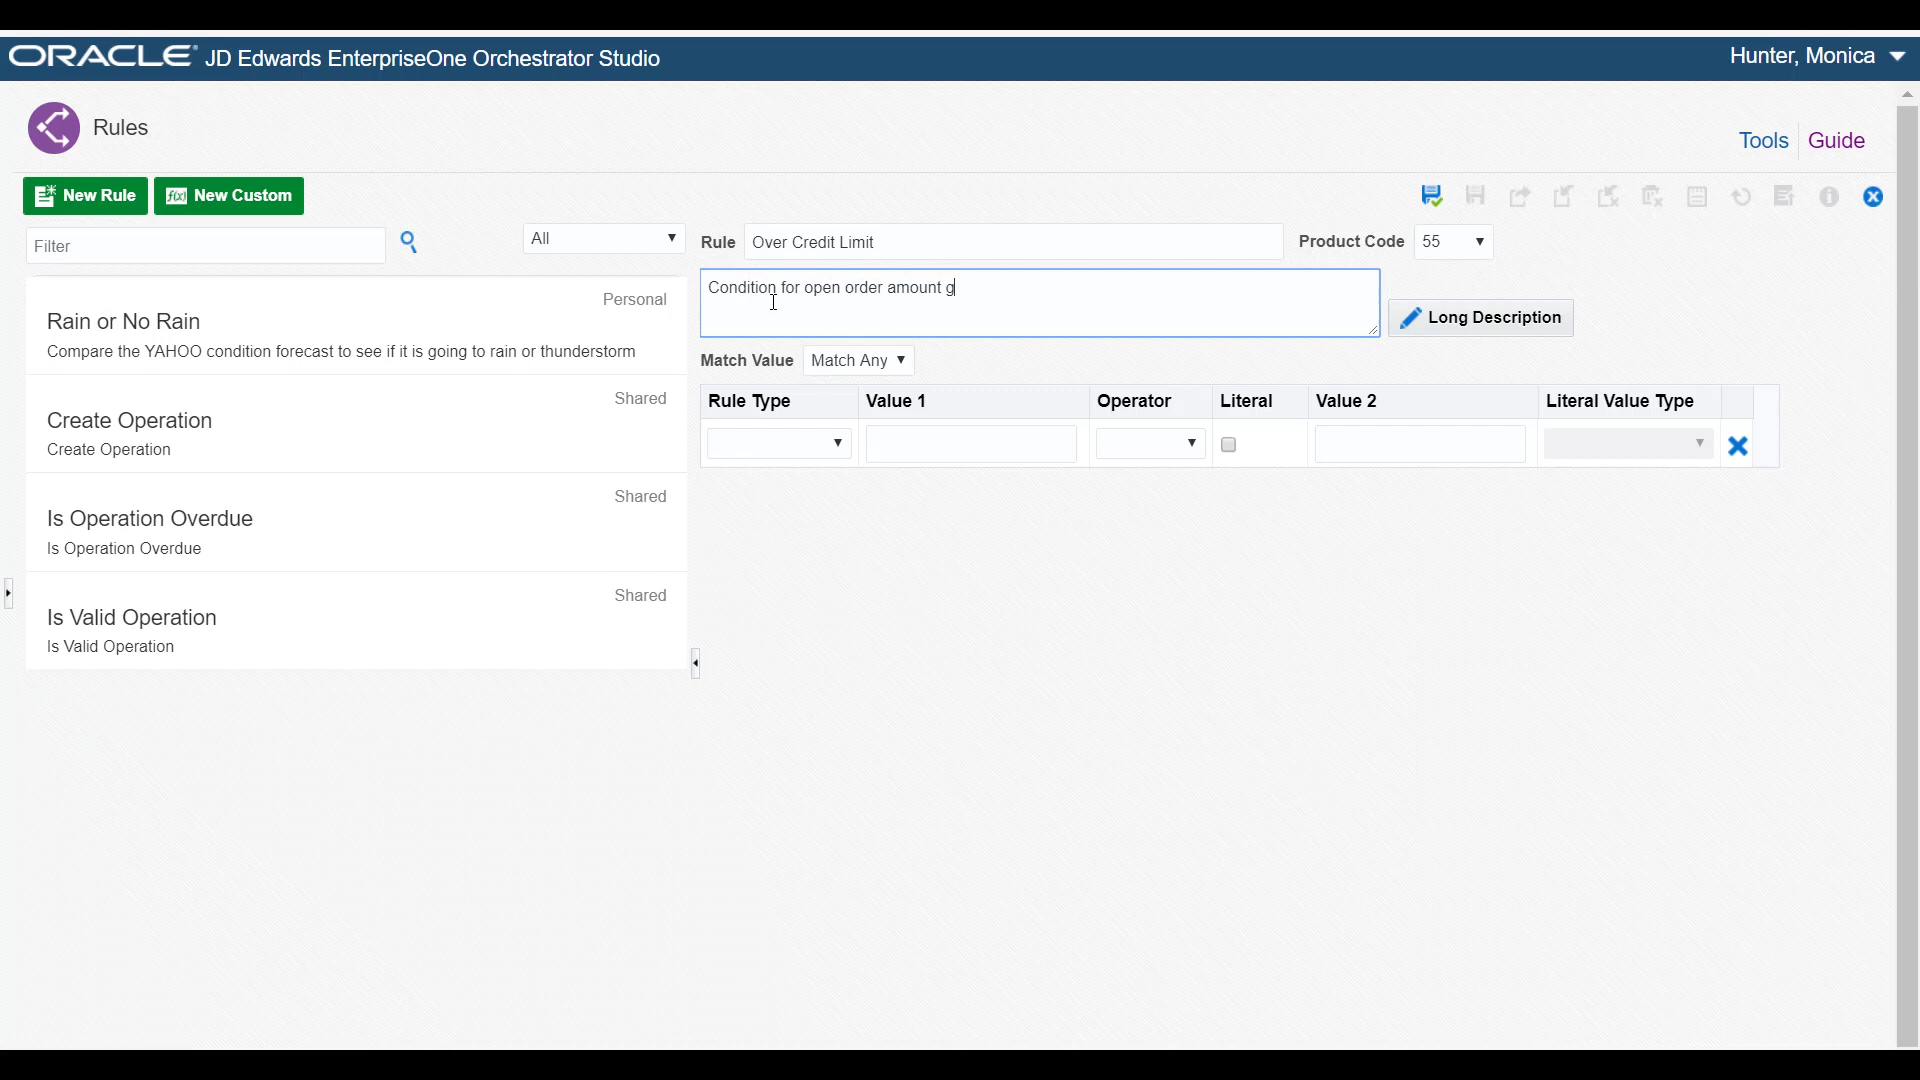 ORACLE JD Edwards EnterpriseOne Orchestrator Studio
Hunter, Monica
Rules
Tools Guide
New Rule f(x) New Custom
Filter
All
Rule Over Credit Limit Product Code 55
Condition for open order amount g
Long Description
Match Value Match Any
Rule Type Value 1 Operator Literal Value 2 Literal Value Type
Personal
Rain or No Rain
Compare the YAHOO condition forecast to see if it is going to rain or thunderstorm
Shared
Create Operation
Create Operation
Shared
Is Operation Overdue
Is Operation Overdue
Shared
Is Valid Operation
Is Valid Operation